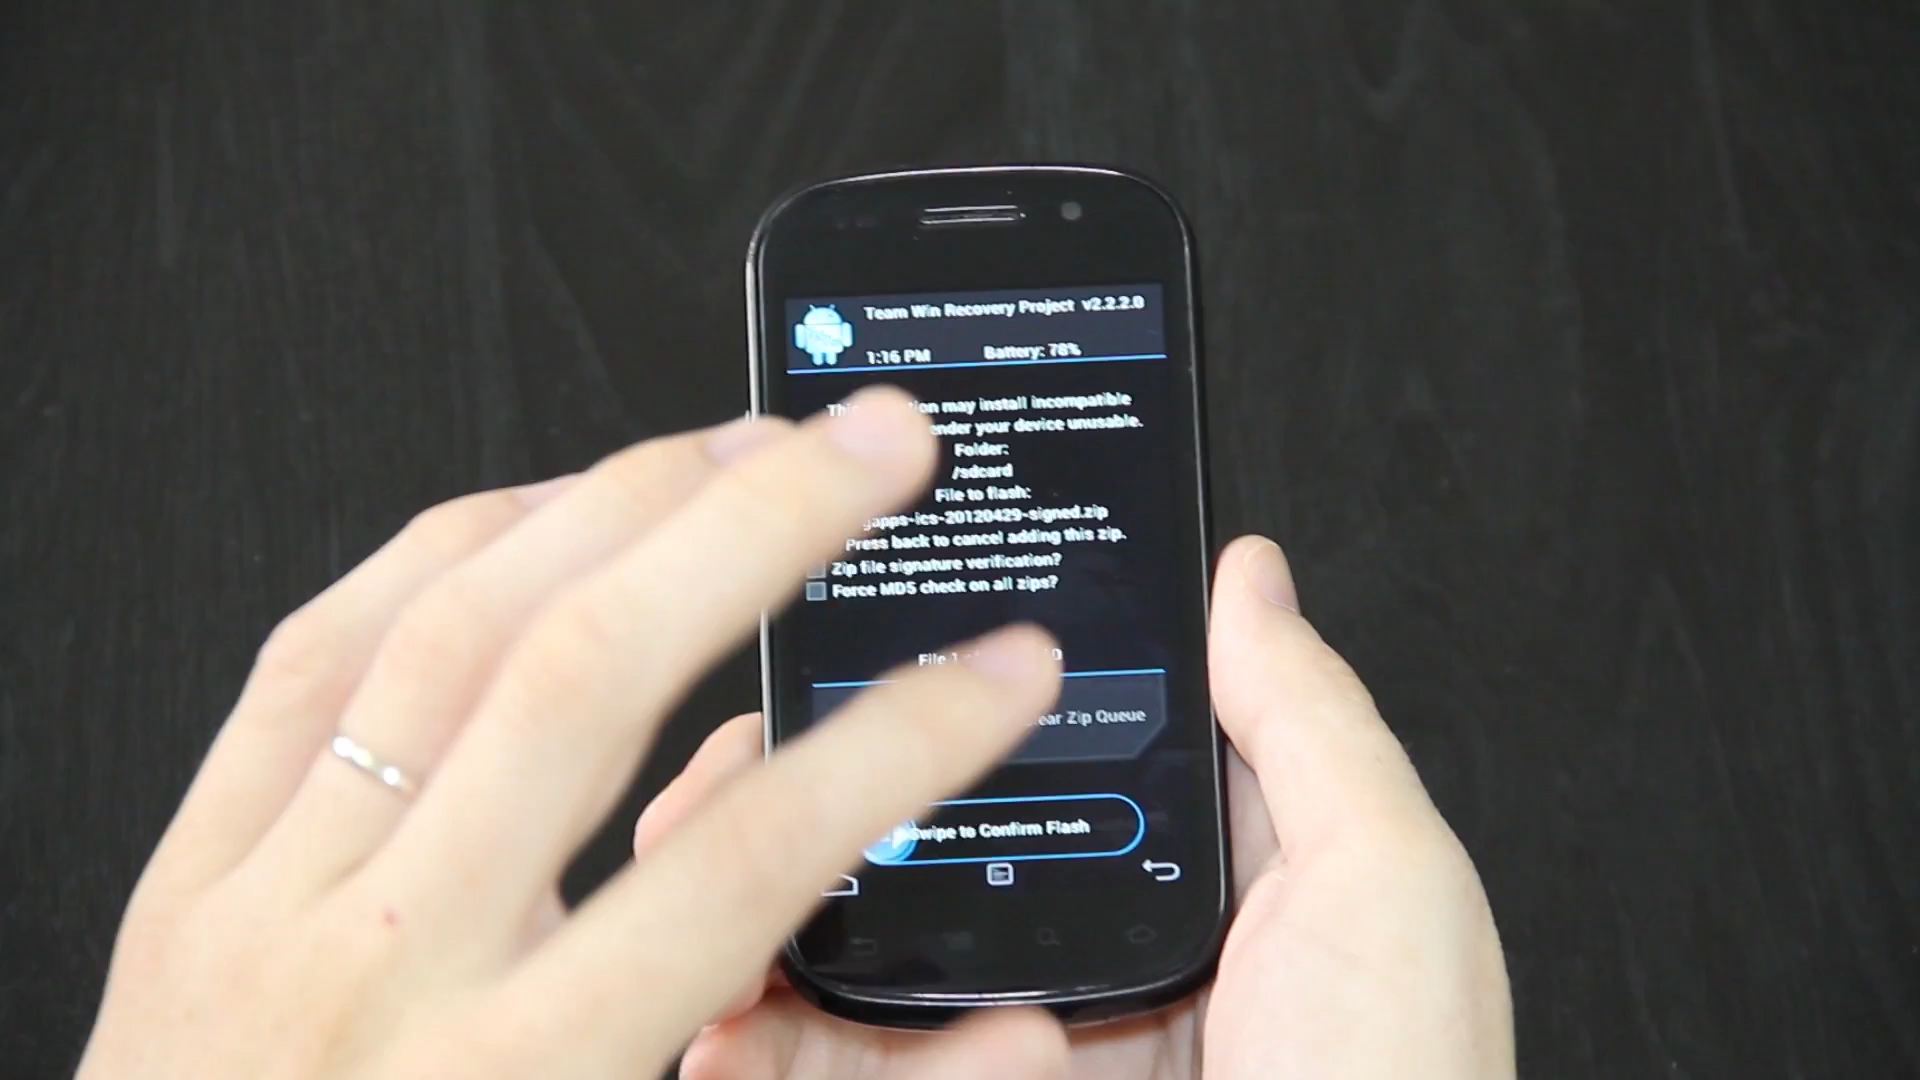 Team Win Recovery Project v2.2.2.0
1:16 PM Battery: 78%
may install incompatible
your device unusable.
Folder:
/sdcard
File to flash:
gapps-ics-20120429-signed.zip
Press back to cancel adding this zip.
Zip file signature verification?
Force MD5 check on all zips?
File
Zip Queue
Swipe to Confirm Flash